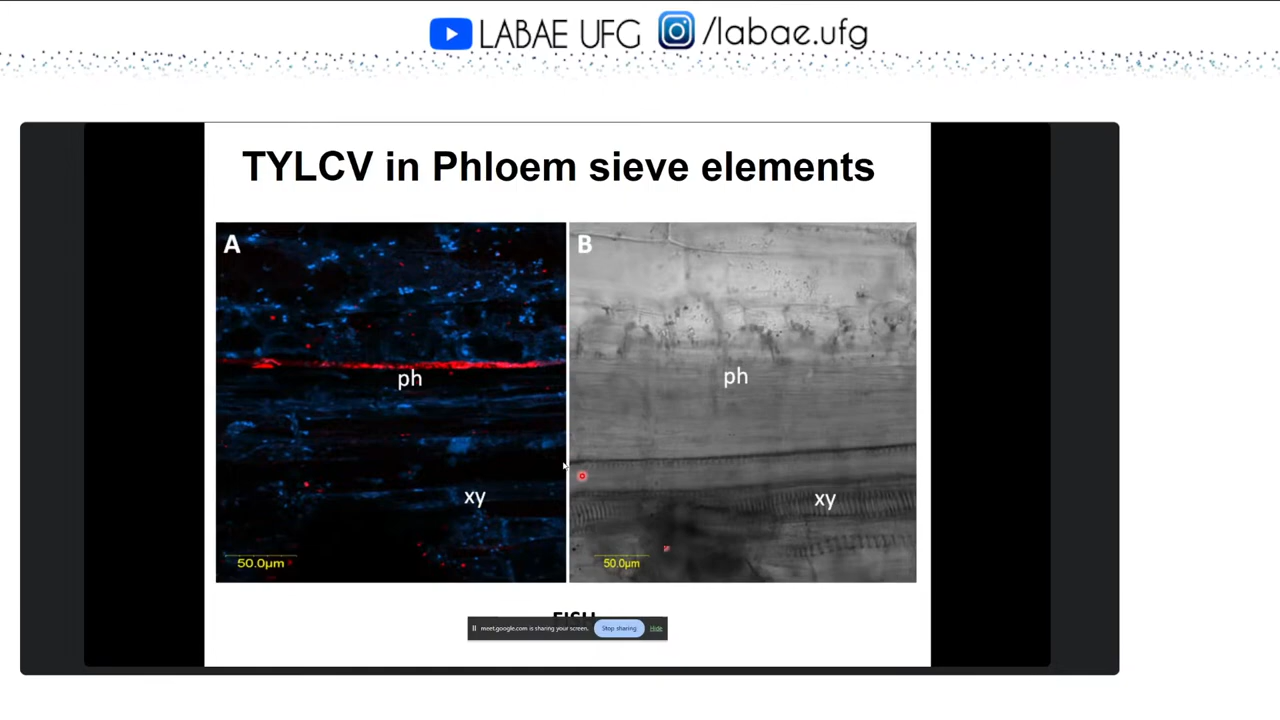 LABAE UFG /labae.ufg
TYLCV in Phloem sieve elements
A
B
ph
ph
xy
xy
50.0µm
50.0µm
FISH
meet.google.com is sharing your screen. Stop sharing Hide